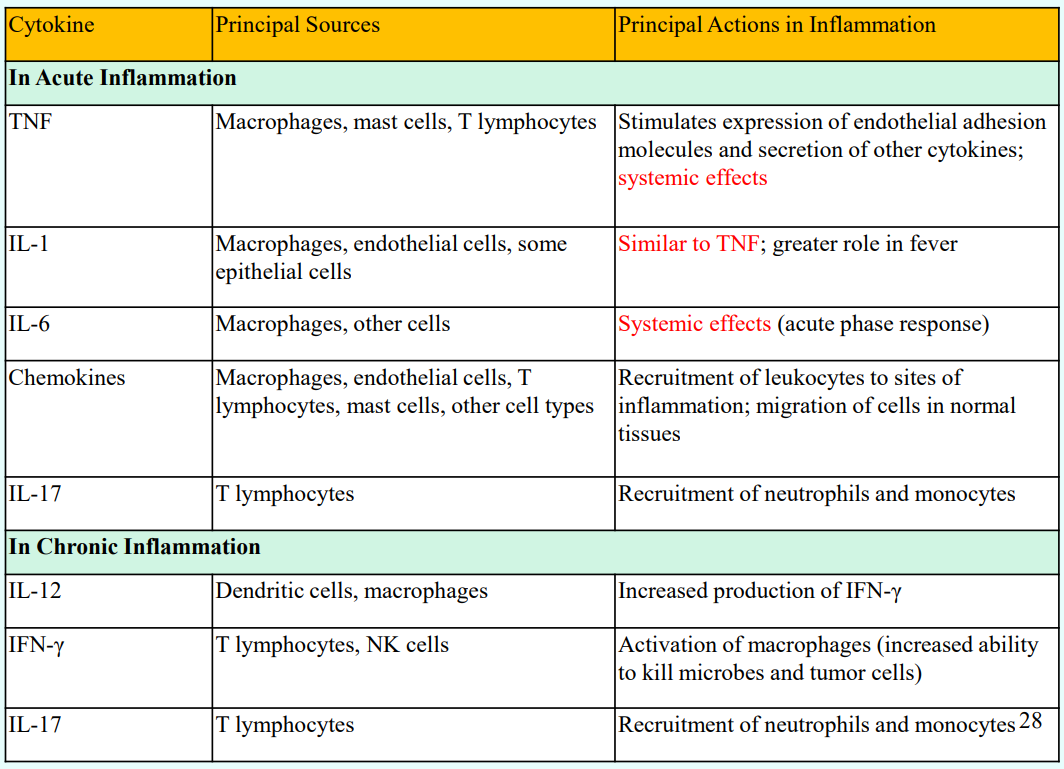 Cytokine
Principal Sources
Principal Actions in Inflammation
In Acute Inflammation
TNF
Macrophages, mast cells, T lymphocytes
Stimulates expression of endothelial adhesion
molecules and secretion of other cytokines;
systemic effects
IL-1
Macrophages, endothelial cells, some
epithelial cells
Similar to TNF; greater role in fever
IL-6
Macrophages, other cells
Systemic effects (acute phase response)
Chemokines
Macrophages, endothelial cells, T
lymphocytes, mast cells, other cell types
Recruitment of leukocytes to sites of
inflammation; migration of cells in normal
tissues
IL-17
T lymphocytes
Recruitment of neutrophils and monocytes
In Chronic Inflammation
IL-12
Dendritic cells, macrophages
Increased production of IFN-γ
IFN-γ
T lymphocytes, NK cells
Activation of macrophages (increased ability
to kill microbes and tumor cells)
IL-17
T lymphocytes
Recruitment of neutrophils and monocytes
28